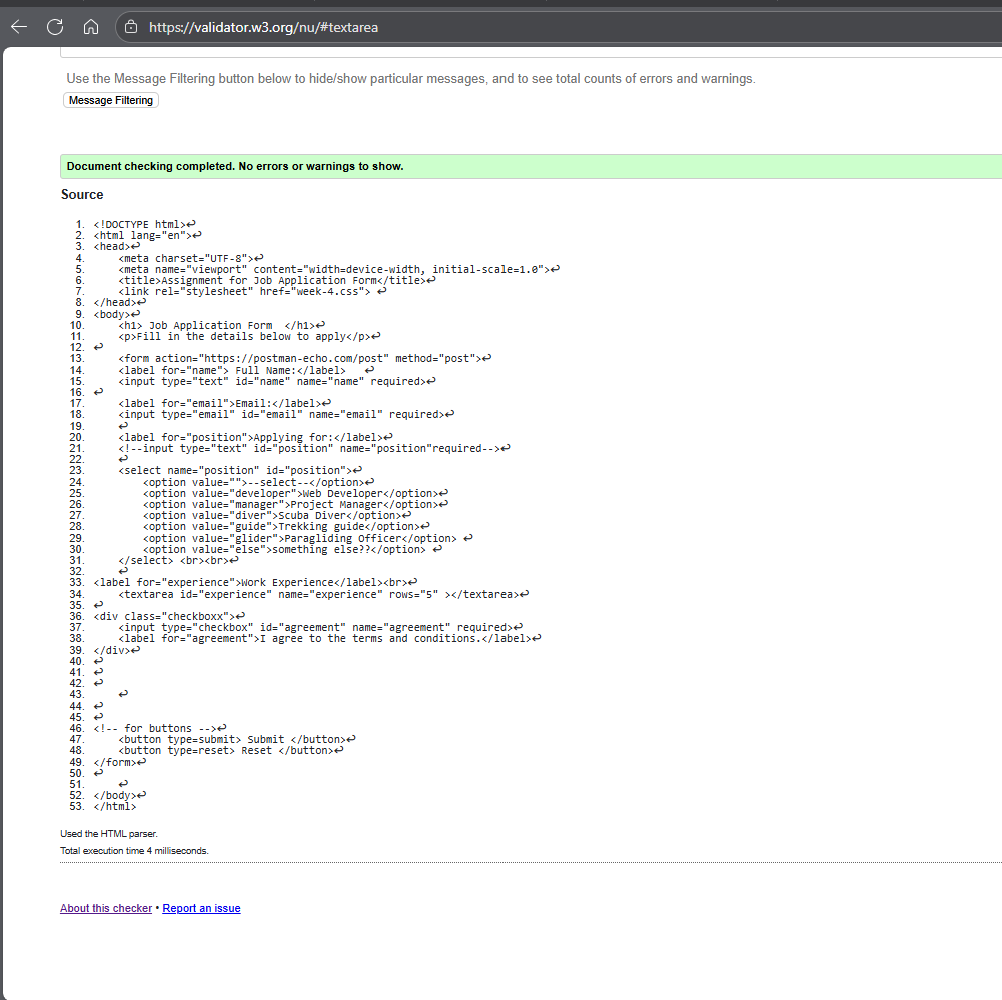 https://validator.w3.org/nu/#textarea
Use the Message Filtering button below to hide/show particular messages, and to see total counts of errors and warnings.
Message Filtering
Document checking completed. No errors or warnings to show.
Source
1. <!DOCTYPE html>↩
2. <html lang="en">↩
3. <head>↩
4.     <meta charset="UTF-8">↩
5.     <meta name="viewport" content="width=device-width, initial-scale=1.0">↩
6.     <title>Assignment for Job Application Form</title>↩
7.     <link rel="stylesheet" href="week-4.css"> ↩
8. </head>↩
9. <body>↩
10.     <h1> Job Application Form  </h1>↩
11.     <p>Fill in the details below to apply</p>↩
12. ↩
13.     <form action="https://postman-echo.com/post" method="post">↩
14.     <label for="name"> Full Name:</label>   ↩
15.     <input type="text" id="name" name="name" required>↩
16. ↩
17.     <label for="email">Email:</label>↩
18.     <input type="email" id="email" name="email" required>↩
19.     ↩
20.     <label for="position">Applying for:</label>↩
21.     <!--input type="text" id="position" name="position"required-->↩
22.     ↩
23.     <select name="position" id="position">↩
24.         <option value="">--select--</option>↩
25.         <option value="developer">Web Developer</option>↩
26.         <option value="manager">Project Manager</option>↩
27.         <option value="diver">Scuba Diver</option>↩
28.         <option value="guide">Trekking guide</option>↩
29.         <option value="glider">Paragliding Officer</option> ↩
30.         <option value="else">something else??</option> ↩
31.     </select> <br><br>↩
32.     ↩
33. <label for="experience">Work Experience</label><br>↩
34.     <textarea id="experience" name="experience" rows="5" ></textarea>↩
35. ↩
36. <div class="checkboxx">↩
37.     <input type="checkbox" id="agreement" name="agreement" required>↩
38.     <label for="agreement">I agree to the terms and conditions.</label>↩
39. </div>↩
40. ↩
41. ↩
42. ↩
43.     ↩
44. ↩
45. ↩
46. <!-- for buttons -->↩
47.     <button type=submit> Submit </button>↩
48.     <button type=reset> Reset </button>↩
49. </form>↩
50. ↩
51.     ↩
52. </body>↩
53. </html>
Used the HTML parser.
Total execution time 4 milliseconds.
About this checker • Report an issue